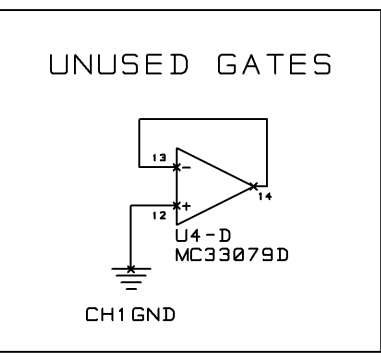 UNUSED GATES
13
-
14
12
+
U4-D
MC33079D
CH1GND